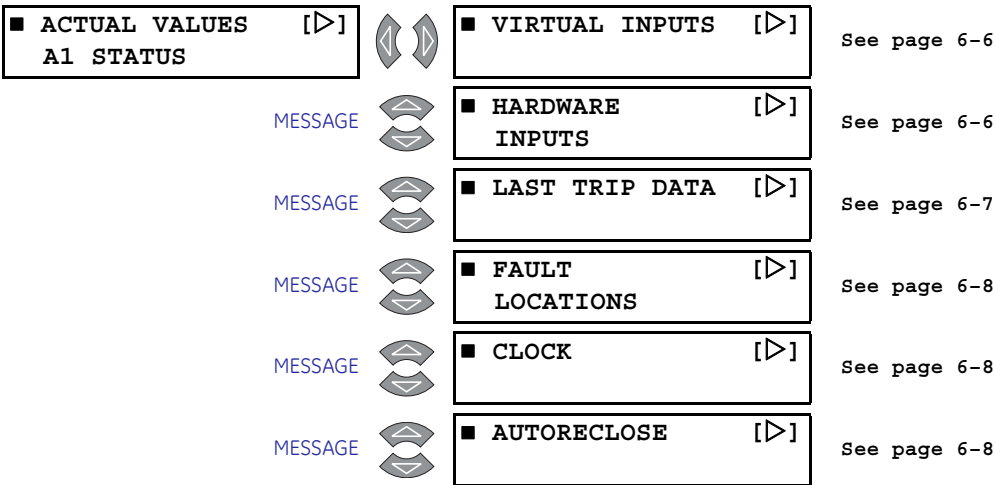 ■ ACTUAL VALUES [▷] ■ VIRTUAL INPUTS [▷] See page 6-6
A1 STATUS
MESSAGE ■ HARDWARE [▷] See page 6-6
INPUTS
MESSAGE ■ LAST TRIP DATA [▷] See page 6-7
MESSAGE ■ FAULT [▷] See page 6-8
LOCATIONS
MESSAGE ■ CLOCK [▷] See page 6-8
MESSAGE ■ AUTORECLOSE [▷] See page 6-8